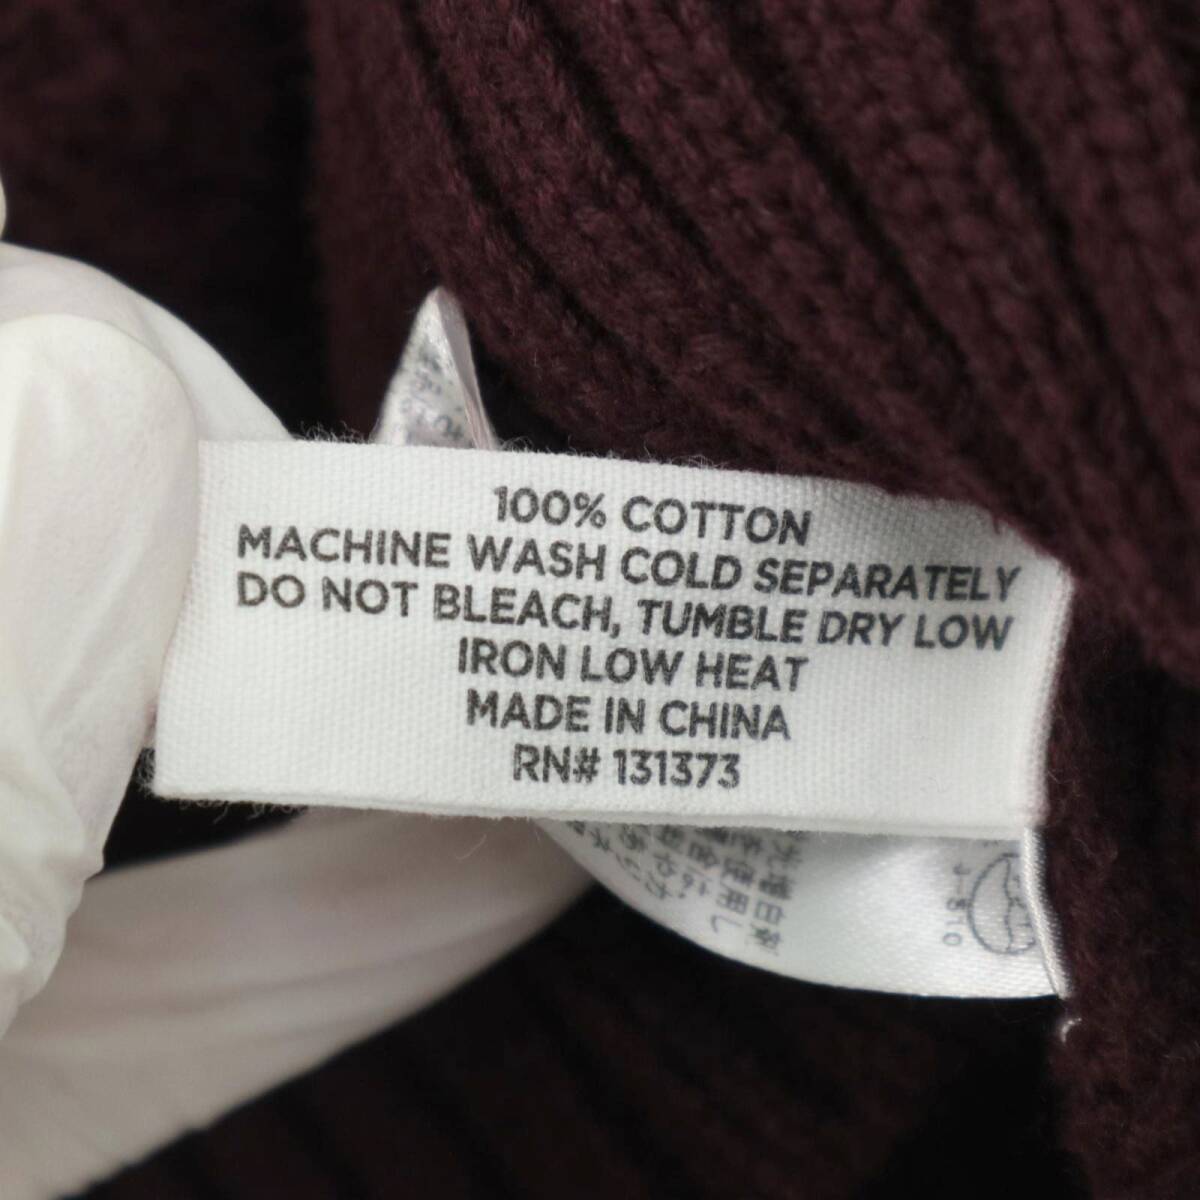 100% COTTON
MACHINE WASH COLD SEPARATELY
DO NOT BLEACH, TUMBLE DRY LOW
IRON LOW HEAT
MADE IN CHINA
RN# 131373